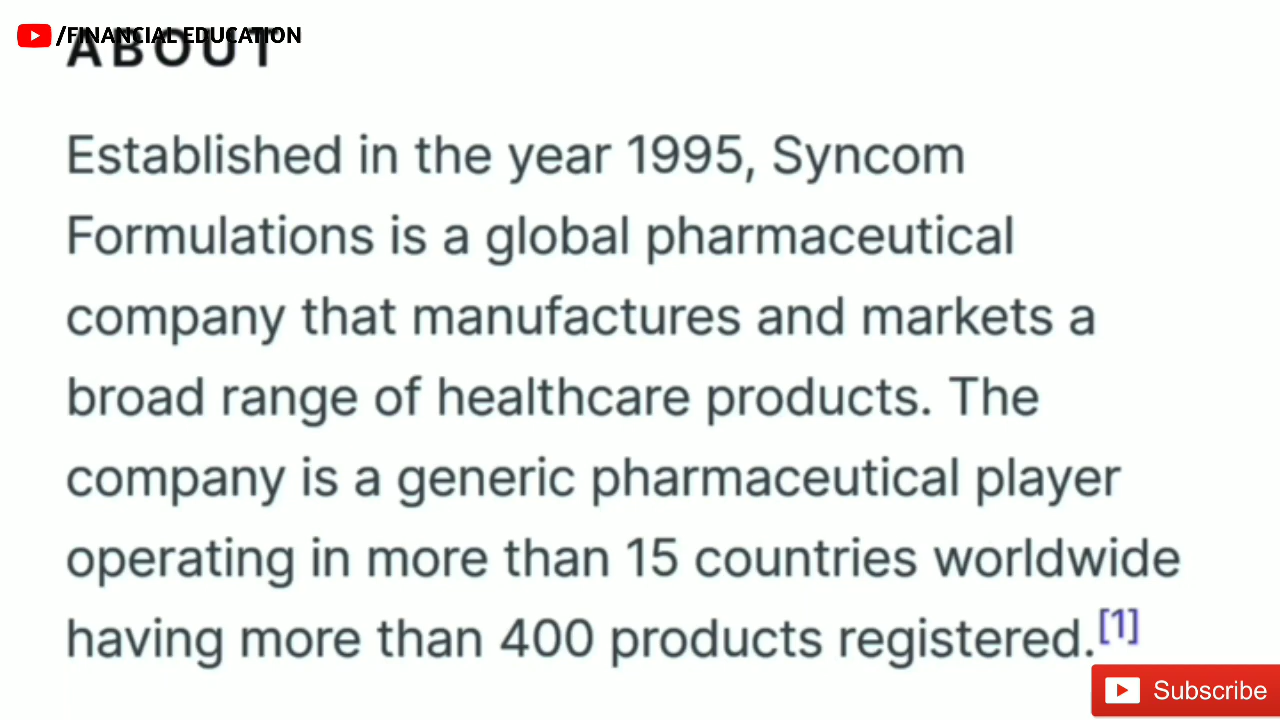 /FINANCIAL EDUCATION
ABOUT
Established in the year 1995, Syncom
Formulations is a global pharmaceutical
company that manufactures and markets a
broad range of healthcare products. The
company is a generic pharmaceutical player
operating in more than 15 countries worldwide
having more than 400 products registered.[1]
Subscribe